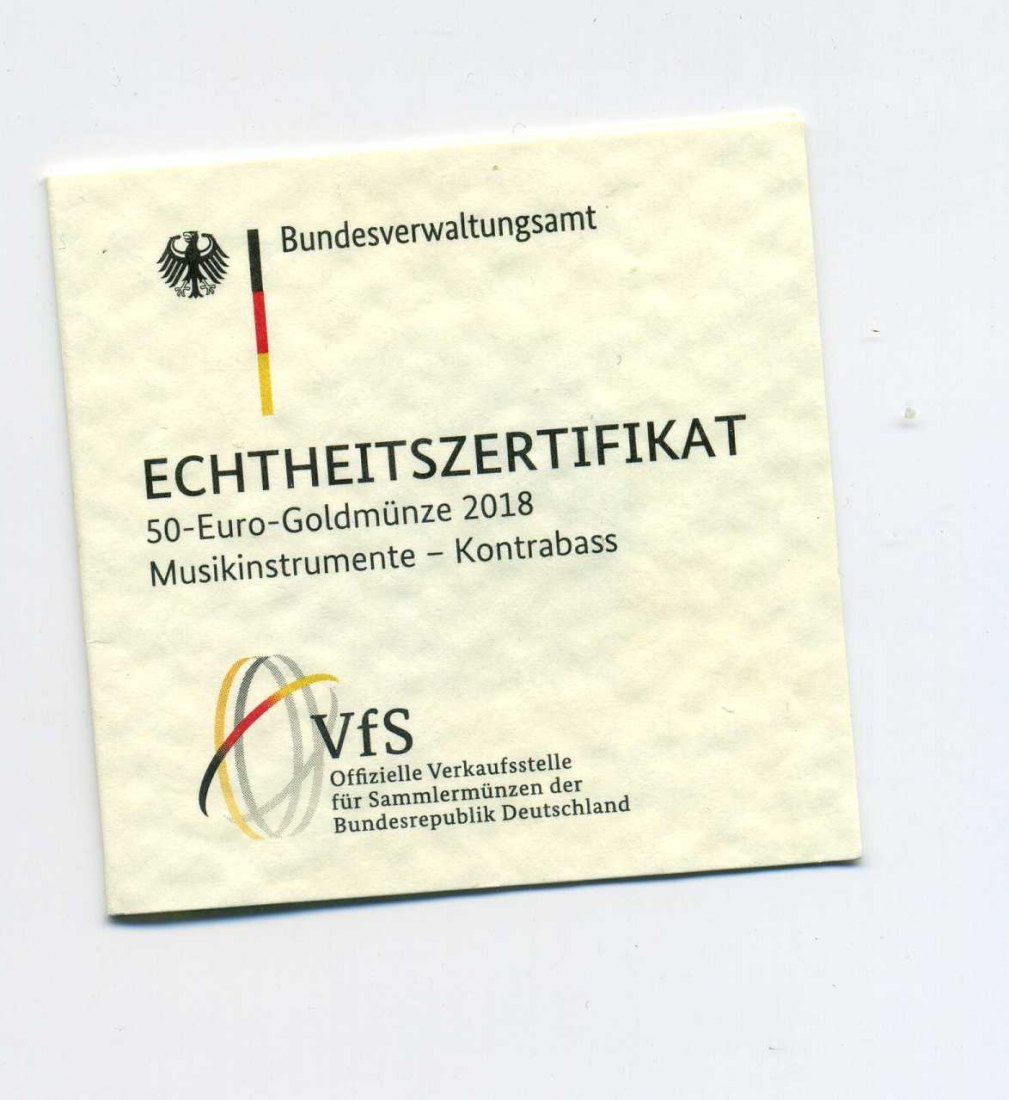 Bundesverwaltungsamt
ECHTHEITSZERTIFIKAT
50-Euro-Goldmünze 2018
Musikinstrumente – Kontrabass
VfS
Offizielle Verkaufsstelle
für Sammlermünzen der
Bundesrepublik Deutschland